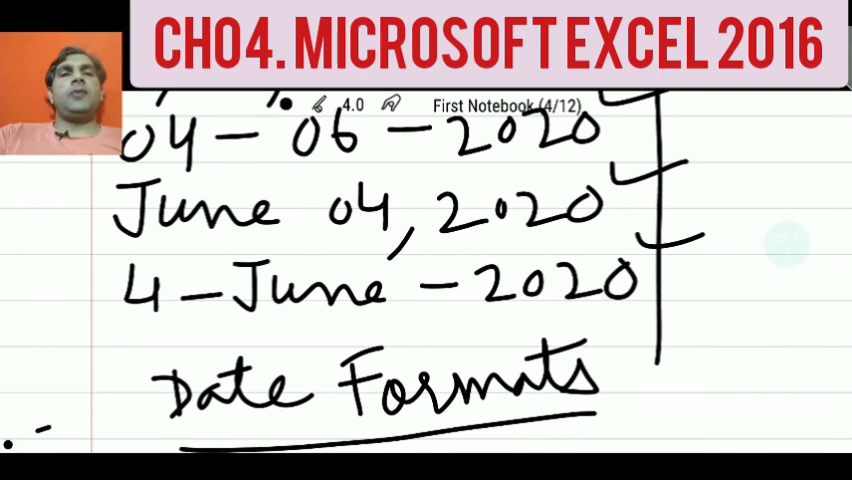 CH04. MICROSOFT EXCEL 2016
4.0 First Notebook (4/12)
04 - 06 - 2020
June 04, 2020
4 - June - 2020
Date Formats